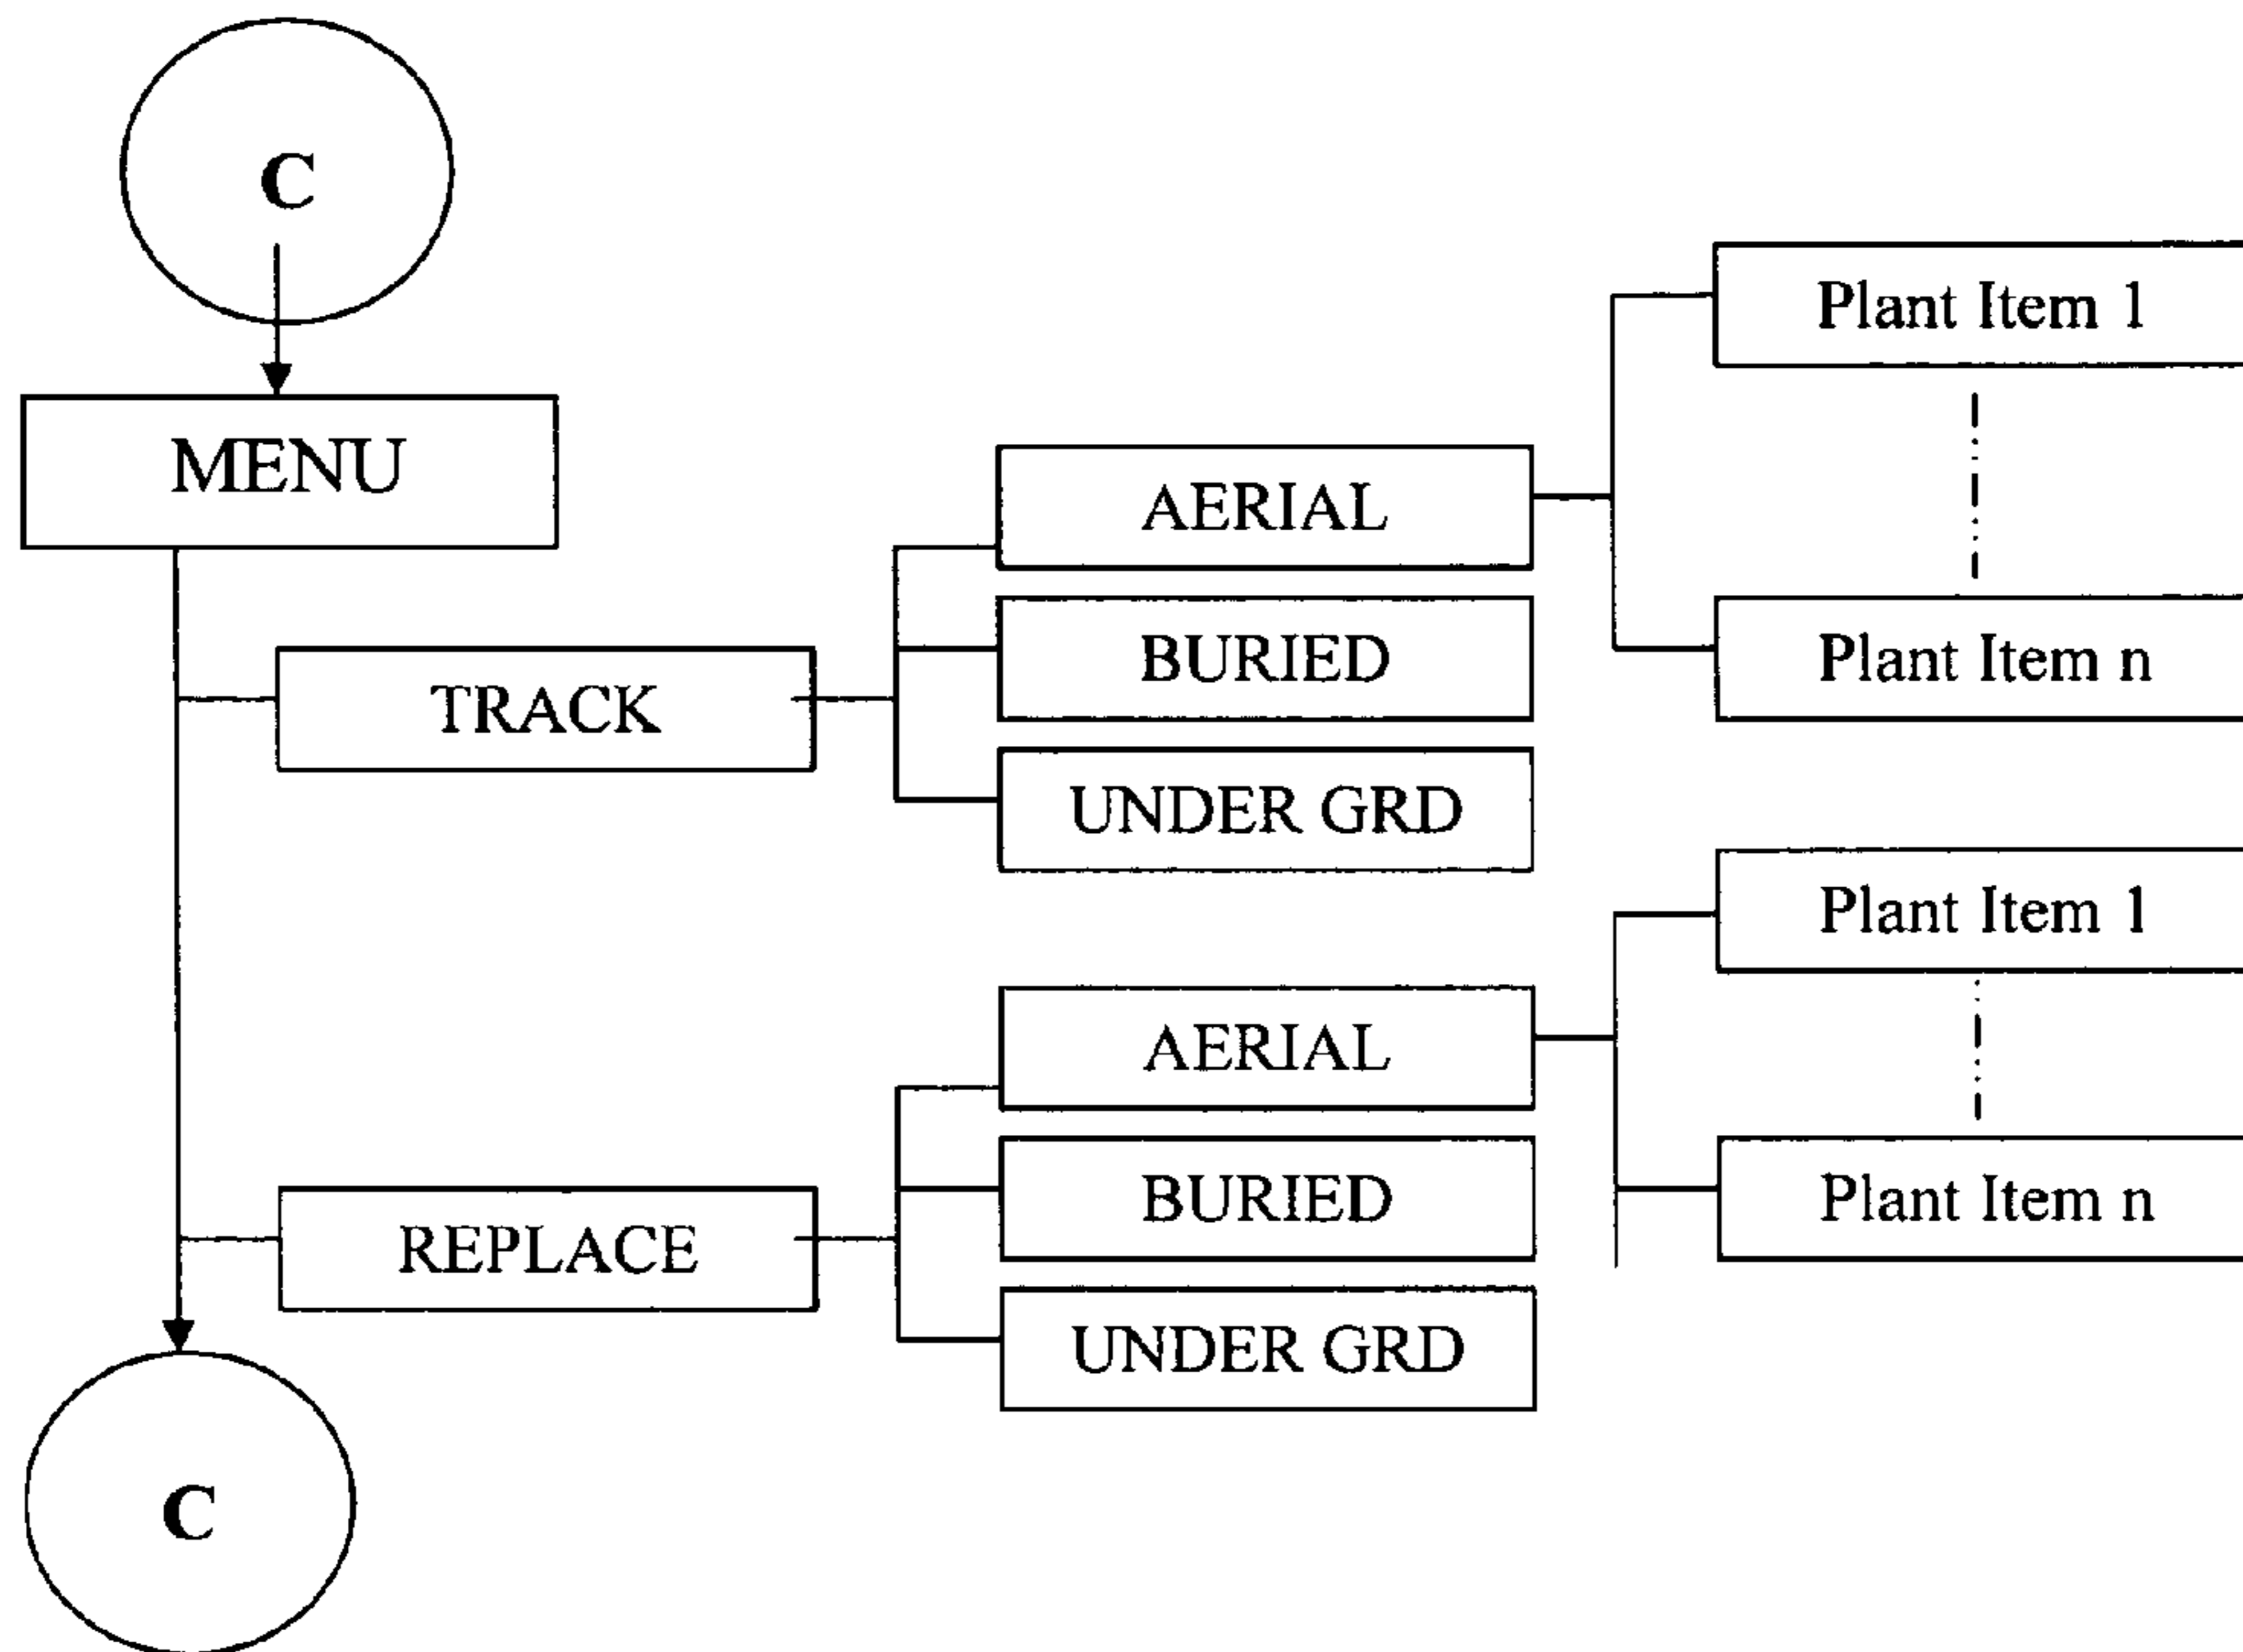 C
MENU
TRACK
AERIAL
BURIED
UNDER GRD
Plant Item 1
Plant Item n
REPLACE
AERIAL
BURIED
UNDER GRD
Plant Item 1
Plant Item n
C